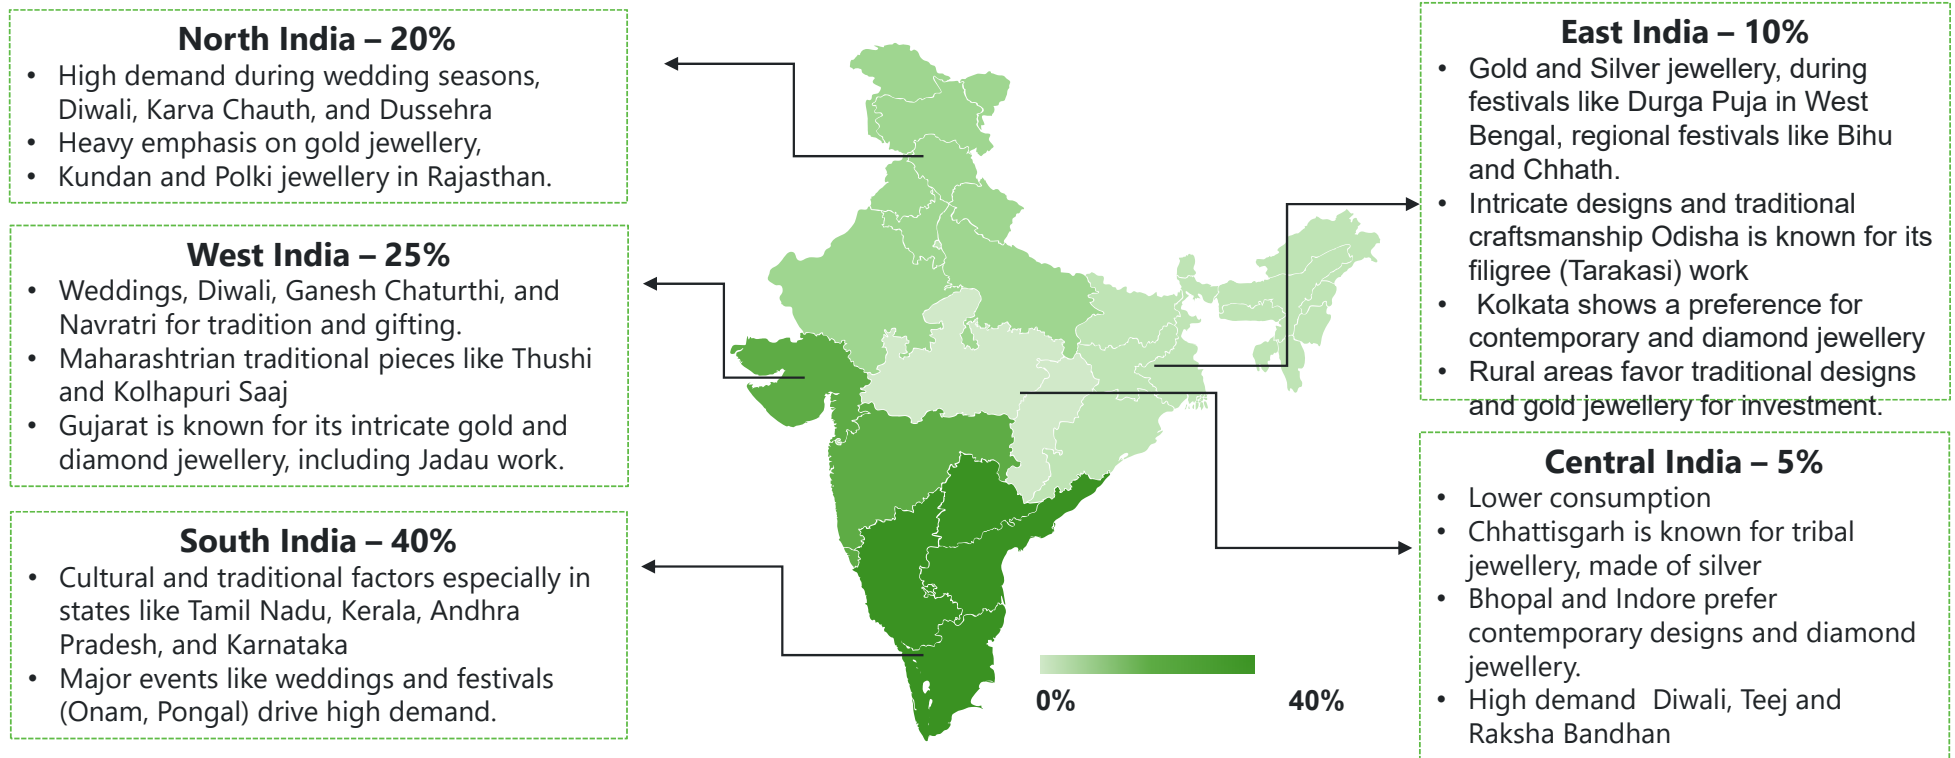 North India – 20%
• High demand during wedding seasons,
Diwali, Karva Chauth, and Dussehra
• Heavy emphasis on gold jewellery,
• Kundan and Polki jewellery in Rajasthan.
West India – 25%
• Weddings, Diwali, Ganesh Chaturthi, and
Navratri for tradition and gifting.
• Maharashtrian traditional pieces like Thushi
and Kolhapuri Saaj
• Gujarat is known for its intricate gold and
diamond jewellery, including Jadau work.
South India – 40%
• Cultural and traditional factors especially in
states like Tamil Nadu, Kerala, Andhra
Pradesh, and Karnataka
• Major events like weddings and festivals
(Onam, Pongal) drive high demand.
0% 40%
East India – 10%
• Gold and Silver jewellery, during
festivals like Durga Puja in West
Bengal, regional festivals like Bihu
and Chhath.
• Intricate designs and traditional
craftsmanship Odisha is known for its
filigree (Tarakasi) work
• Kolkata shows a preference for
contemporary and diamond jewellery
• Rural areas favor traditional designs
and gold jewellery for investment.
Central India – 5%
• Lower consumption
• Chhattisgarh is known for tribal
jewellery, made of silver
• Bhopal and Indore prefer
contemporary designs and diamond
jewellery.
• High demand Diwali, Teej and
Raksha Bandhan